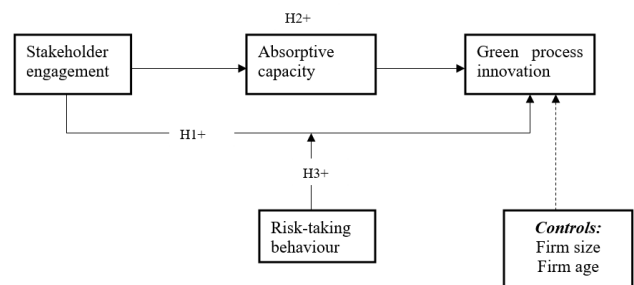 H2+
Stakeholder
engagement
Absorptive
capacity
Green process
innovation
H1+
H3+
Risk-taking
behaviour
Controls:
Firm size
Firm age